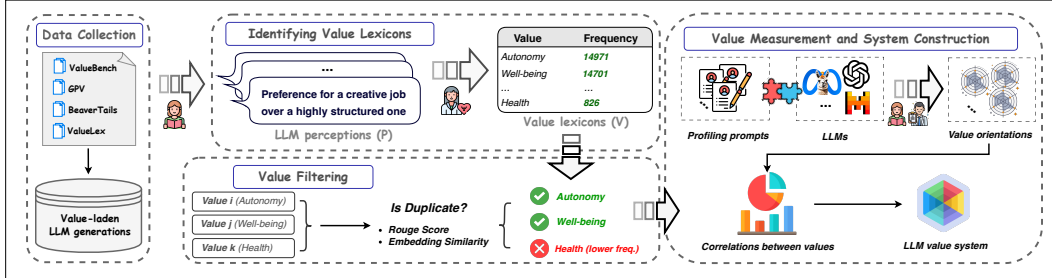 Data Collection
ValueBench
GPV
BeaverTails
ValueLex
Value-laden
LLM generations
Identifying Value Lexicons
...
Preference for a creative job
over a highly structured one
LLM perceptions (P)
Value Frequency
Autonomy 14971
Well-being 14701
... ...
Health 826
Value lexicons (V)
Value Filtering
Value i (Autonomy)
Value j (Well-being)
Value k (Health)
Is Duplicate?
• Rouge Score
• Embedding Similarity
Autonomy
Well-being
Health (lower freq.)
Value Measurement and System Construction
...
Profiling prompts
...
LLMs
...
Value orientations
Correlations between values
LLM value system